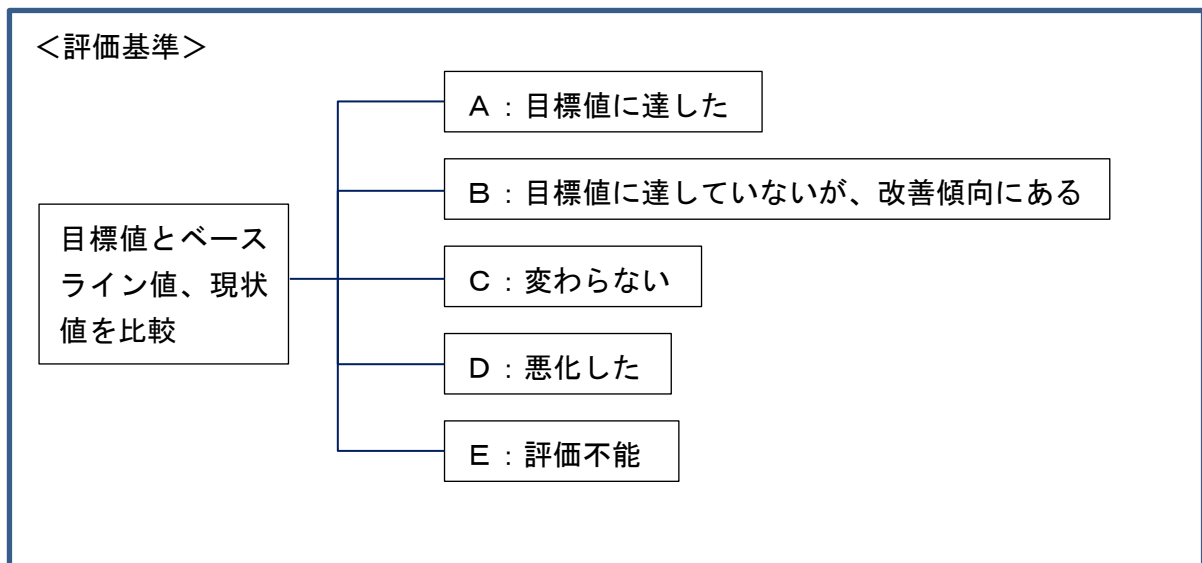 ＜評価基準＞
Ａ：目標値に達した
Ｂ：目標値に達していないが、改善傾向にある
目標値とベース
ライン値、現状
値を比較
Ｃ：変わらない
Ｄ：悪化した
Ｅ：評価不能